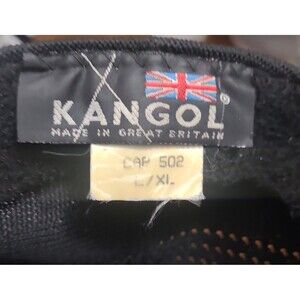 KANGOL®
MADE IN GREAT BRITAIN
CAP 502
L/XL